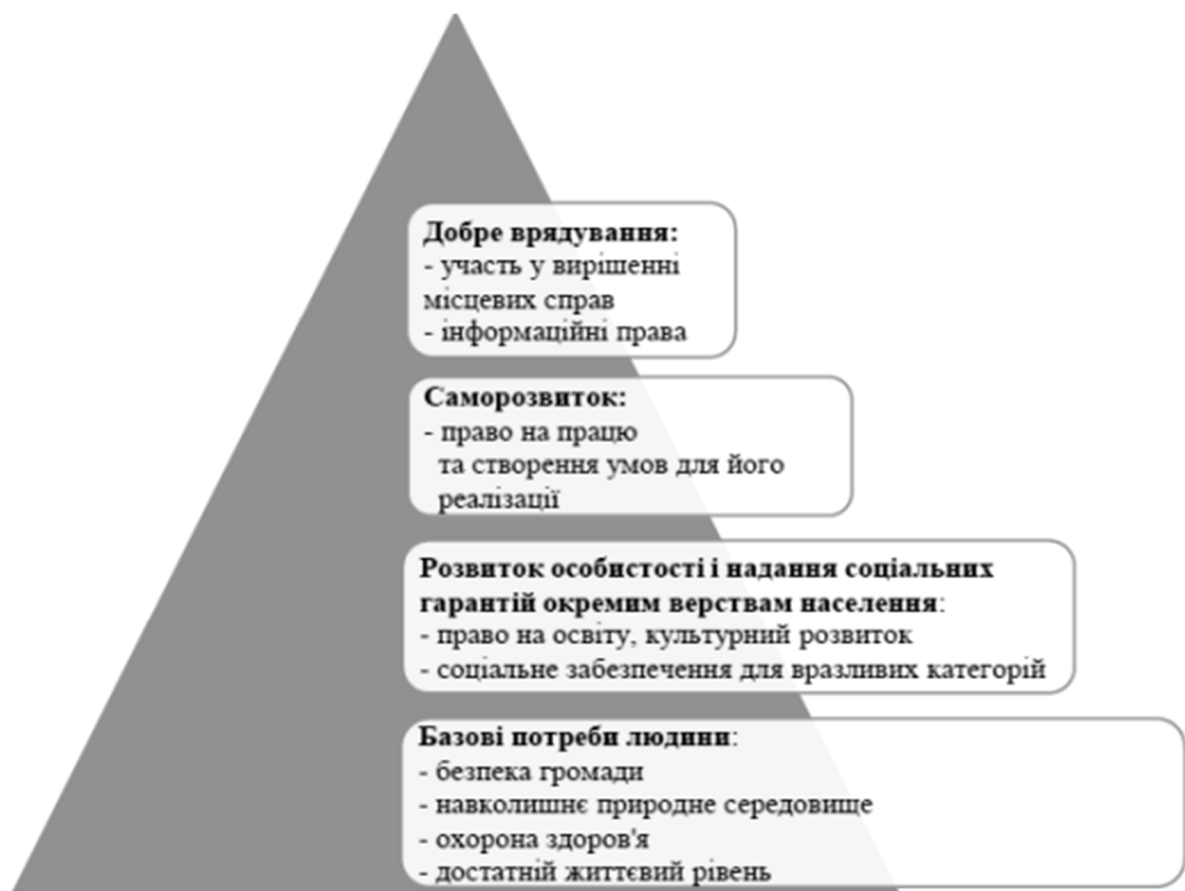 Добре врядування:
- участь у вирішенні
місцевих справ
- інформаційні права
Саморозвиток:
- право на працю
та створення умов для його
реалізації
Розвиток особистості і надання соціальних
гарантій окремим верствам населення:
- право на освіту, культурний розвиток
- соціальне забезпечення для вразливих категорій
Базові потреби людини:
- безпека громади
- навколишнє природне середовище
- охорона здоров'я
- достатній життєвий рівень